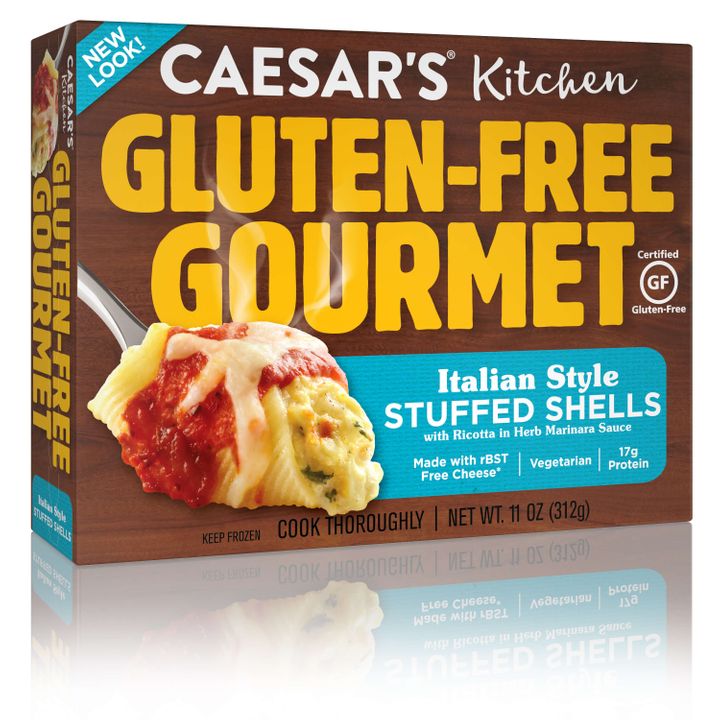 NEW
LOOK!
CAESAR'S® Kitchen
GLUTEN-FREE
GOURMET
Certified
GF
Gluten-Free
Italian Style
STUFFED SHELLS
with Ricotta in Herb Marinara Sauce
Made with rBST
Free Cheese*
Vegetarian
17g
Protein
KEEP FROZEN
COOK THOROUGHLY | NET WT. 11 OZ (312g)
CAESAR'S
Kitchen
GLUTEN-FREE
GOURMET
Italian Style
STUFFED SHELLS